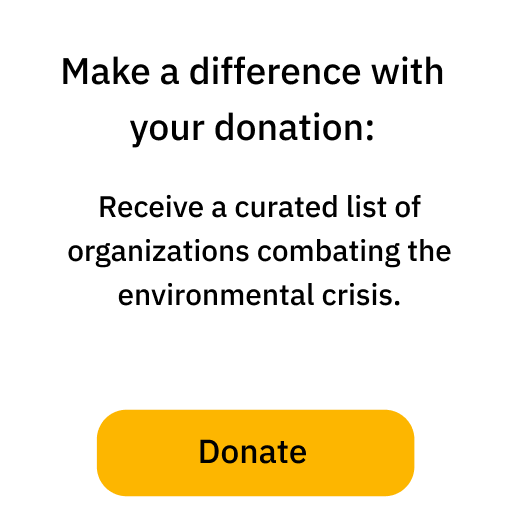 Make a difference with
your donation:
Receive a curated list of
organizations combating the
environmental crisis.
Donate